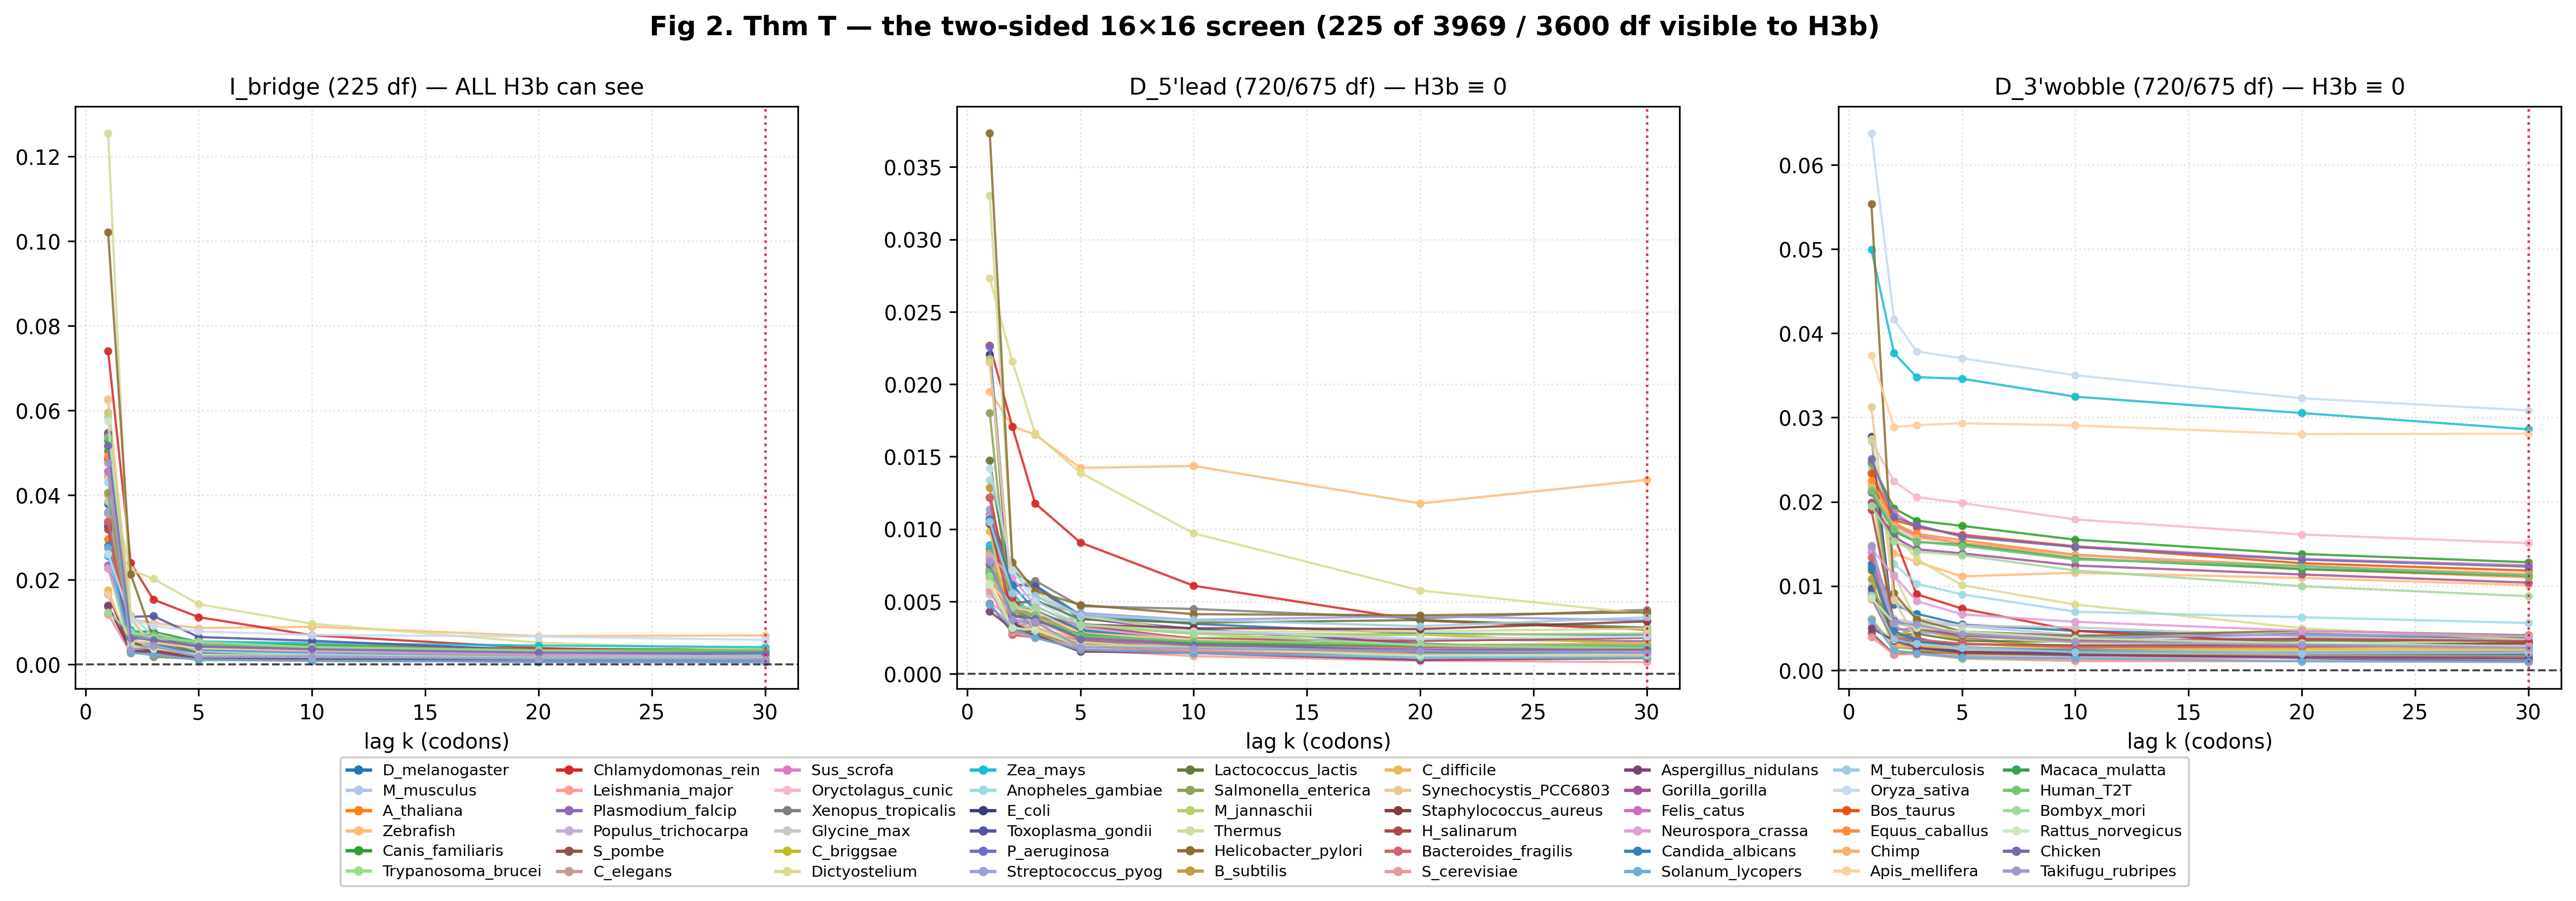 Fig 2. Thm T — the two-sided 16×16 screen (225 of 3969 / 3600 df visible to H3b)
I_bridge (225 df) — ALL H3b can see
0.12
0.10
0.08
0.06
0.04
0.02
0.00
0 5 10 15 20 25 30
lag k (codons)
D_5'lead (720/675 df) — H3b ≡ 0
0.035
0.030
0.025
0.020
0.015
0.010
0.005
0.000
0 5 10 15 20 25 30
lag k (codons)
D_3'wobble (720/675 df) — H3b ≡ 0
0.06
0.05
0.04
0.03
0.02
0.01
0.00
0 5 10 15 20 25 30
lag k (codons)
D_melanogaster
M_musculus
A_thaliana
Zebrafish
Canis_familiaris
Trypanosoma_brucei
Chlamydomonas_rein
Leishmania_major
Plasmodium_falcip
Populus_trichocarpa
S_pombe
C_elegans
Sus_scrofa
Oryctolagus_cunic
Xenopus_tropicalis
Glycine_max
C_briggsae
Dictyostelium
Zea_mays
Anopheles_gambiae
E_coli
Toxoplasma_gondii
P_aeruginosa
Streptococcus_pyog
Lactococcus_lactis
Salmonella_enterica
M_jannaschii
Thermus
Helicobacter_pylori
B_subtilis
C_difficile
Synechocystis_PCC6803
Staphylococcus_aureus
H_salinarum
Bacteroides_fragilis
S_cerevisiae
Aspergillus_nidulans
Gorilla_gorilla
Felis_catus
Neurospora_crassa
Candida_albicans
Solanum_lycopers
M_tuberculosis
Oryza_sativa
Bos_taurus
Equus_caballus
Chimp
Apis_mellifera
Macaca_mulatta
Human_T2T
Bombyx_mori
Rattus_norvegicus
Chicken
Takifugu_rubripes